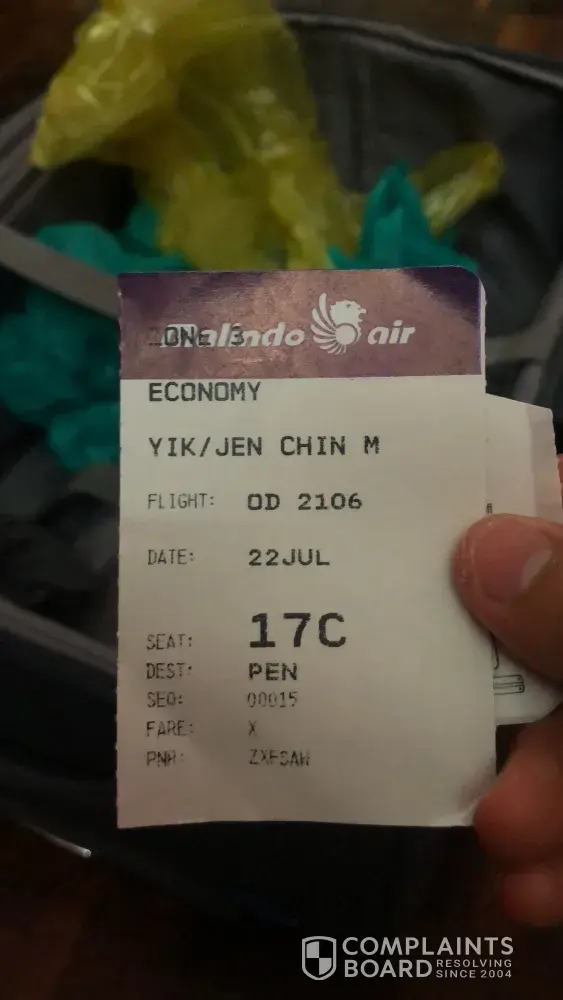 ZONE 3
malindo air
ECONOMY
YIK/JEN CHIN M
FLIGHT: OD 2106
DATE: 22JUL
SEAT: 17C
DEST: PEN
SEQ: 00015
FARE: X
PNR:
COMPLAINTS
BOARD RESOLVING
SINCE 2004